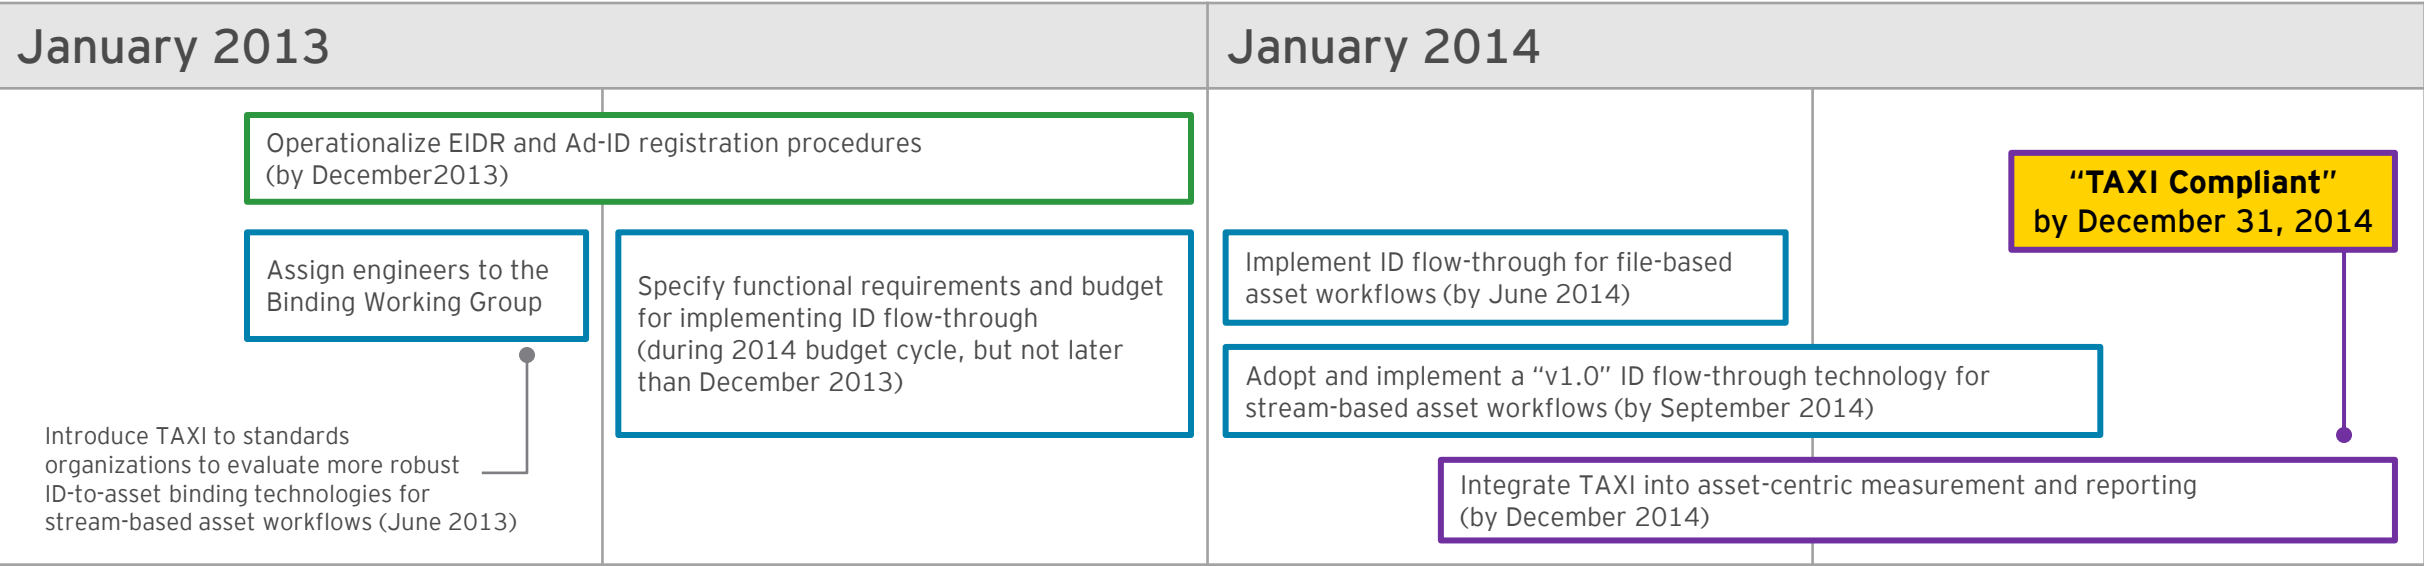 January 2013
January 2014
Operationalize EIDR and Ad-ID registration procedures
(by December2013)
Assign engineers to the
Binding Working Group
Introduce TAXI to standards
organizations to evaluate more robust
ID-to-asset binding technologies for
stream-based asset workflows (June 2013)
Specify functional requirements and budget
for implementing ID flow-through
(during 2014 budget cycle, but not later
than December 2013)
Implement ID flow-through for file-based
asset workflows (by June 2014)
Adopt and implement a “v1.0” ID flow-through technology for
stream-based asset workflows (by September 2014)
“TAXI Compliant”
by December 31, 2014
Integrate TAXI into asset-centric measurement and reporting
(by December 2014)